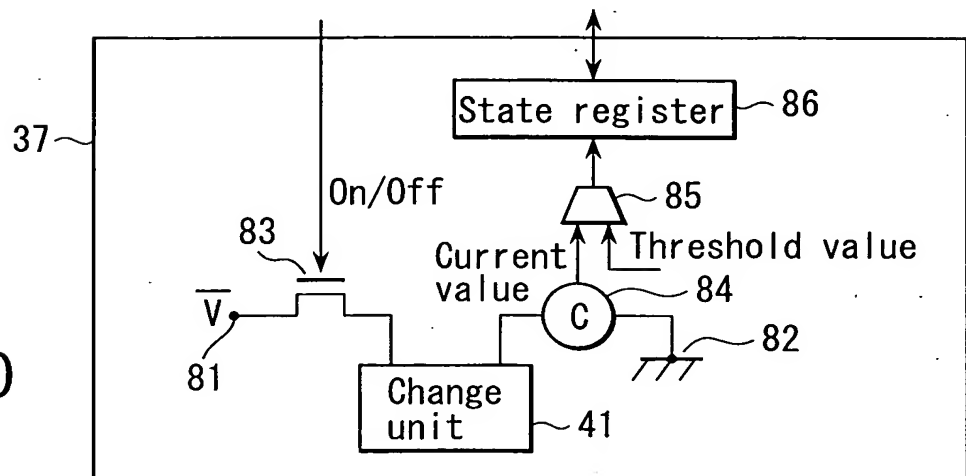 State register
86
37
On/Off
85
83
Current
value
Threshold value
84
V
C
82
81
Change
unit
41